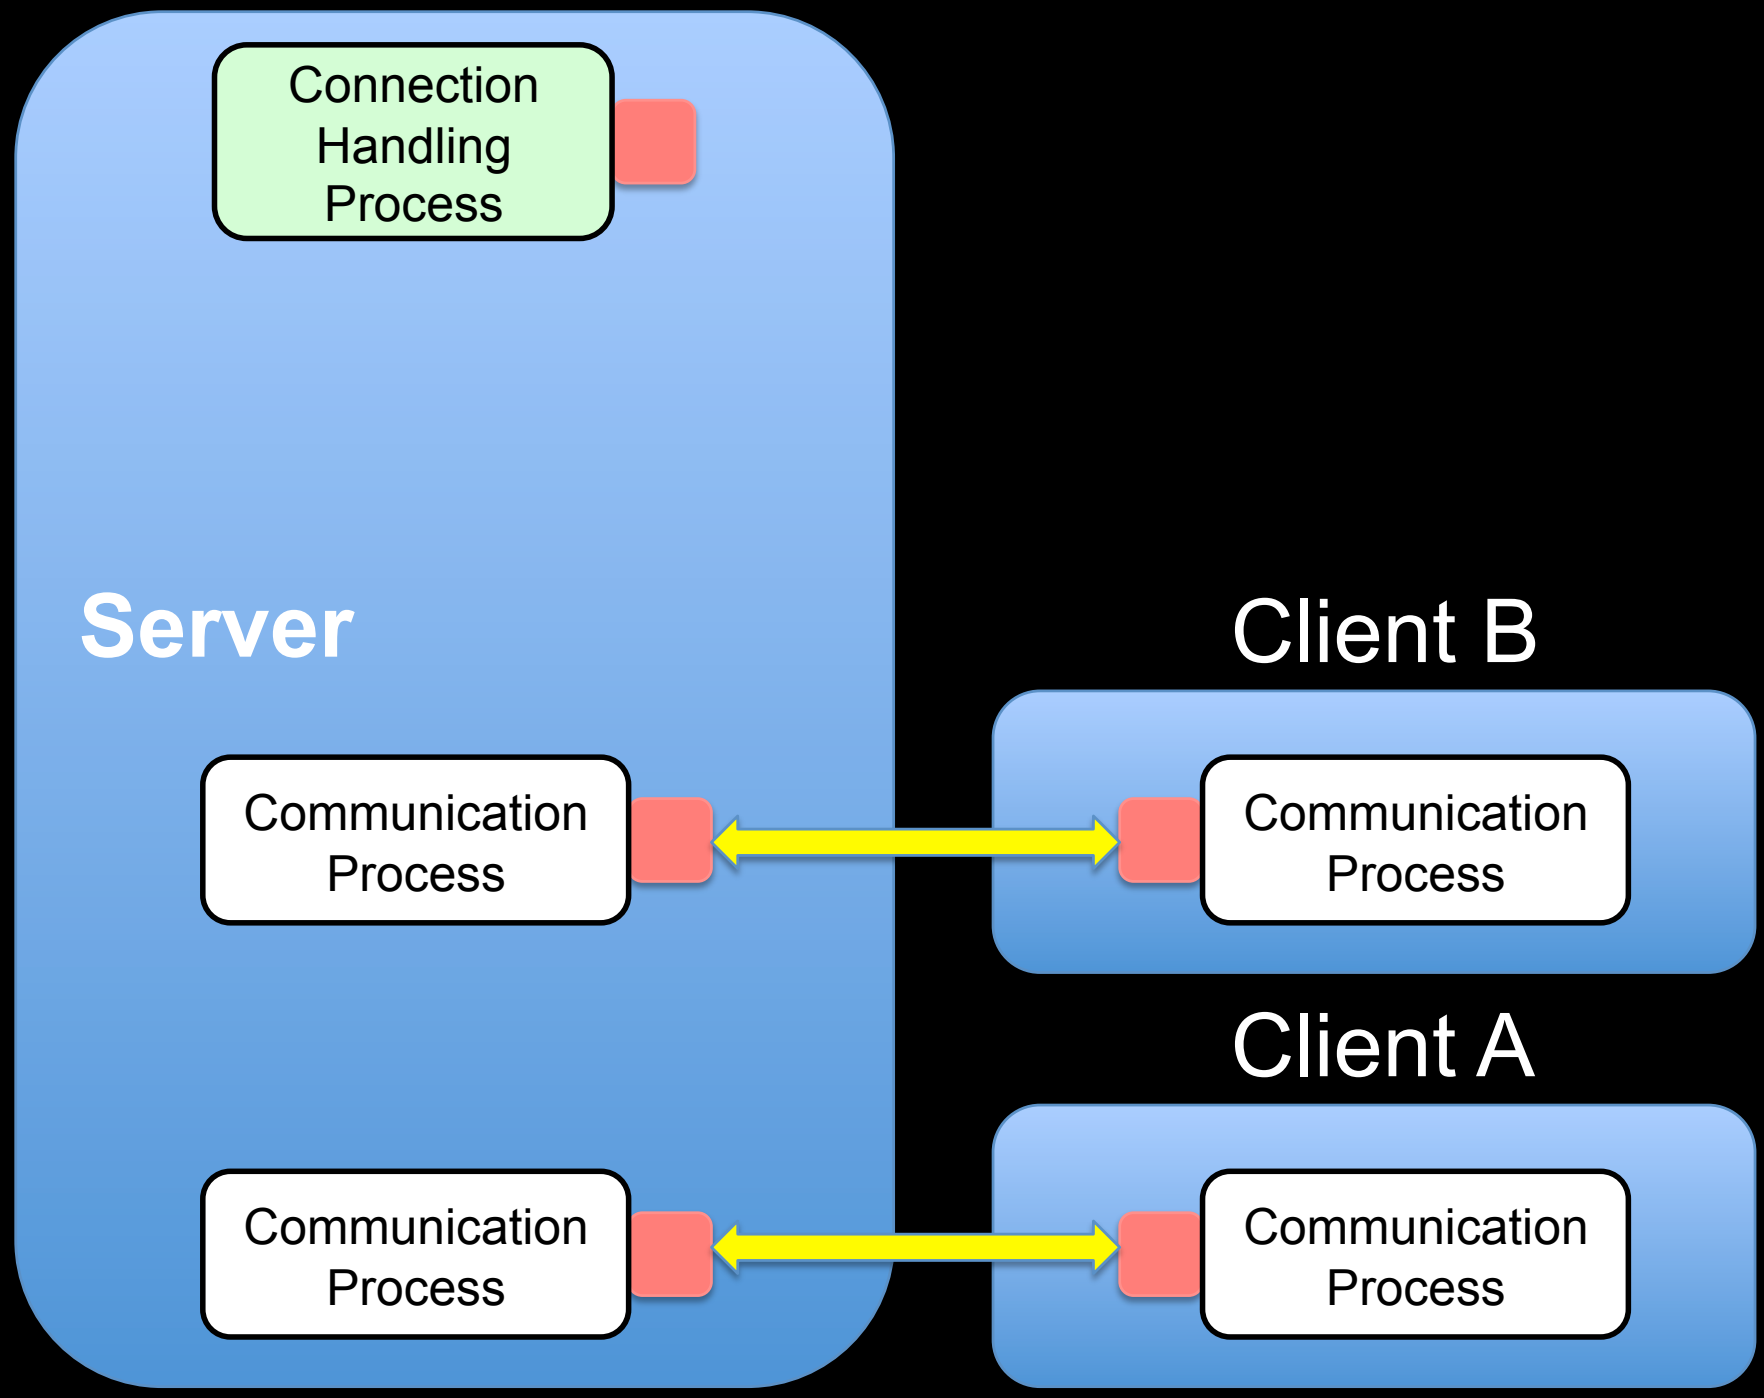 Connection
Handling
Process
Server
Client B
Communication
Process
Communication
Process
Client A
Communication
Process
Communication
Process